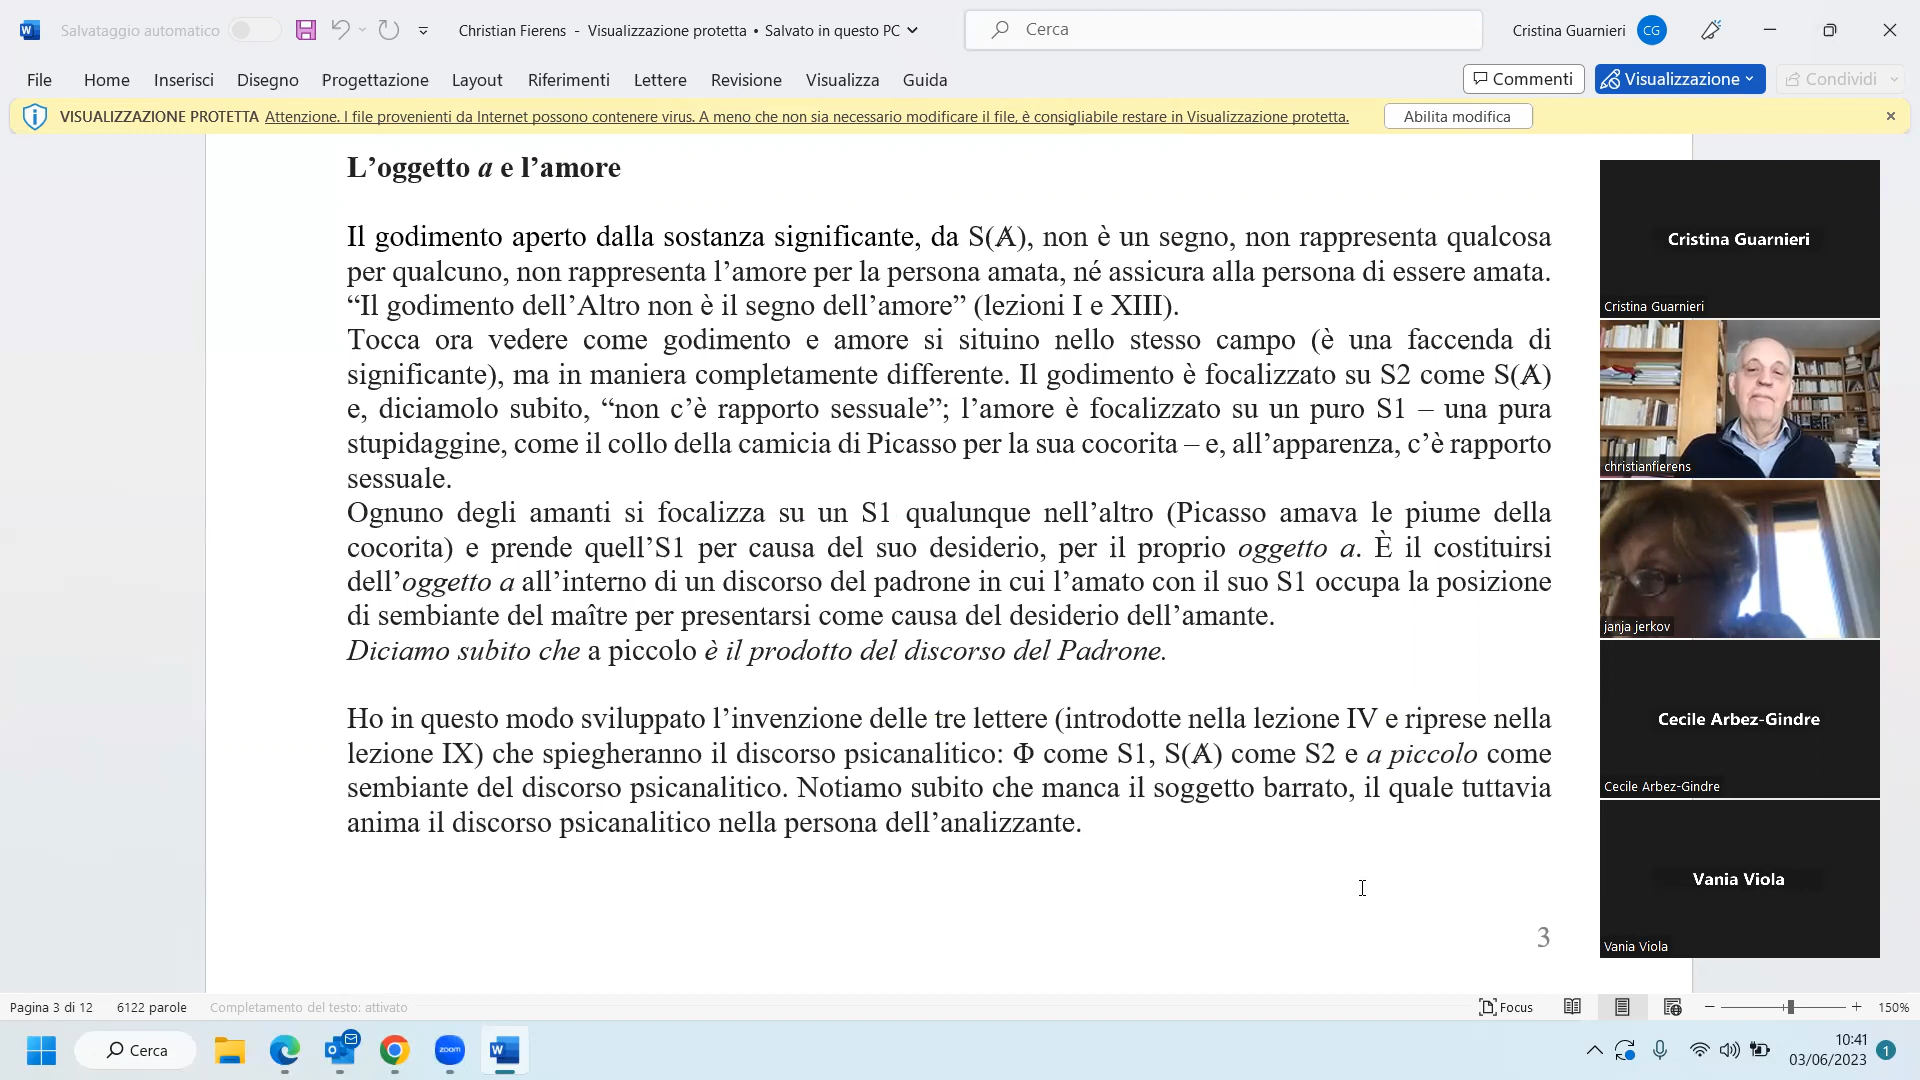 Salvataggio automatico
Christian Fierens - Visualizzazione protetta • Salvato in questo PC
Cerca
Cristina Guarnieri
CG
File Home Inserisci Disegno Progettazione Layout Riferimenti Lettere Revisione Visualizza Guida
Commenti
Visualizzazione
Condividi
VISUALIZZAZIONE PROTETTA Attenzione. I file provenienti da Internet possono contenere virus. A meno che non sia necessario modificare il file, è consigliabile restare in Visualizzazione protetta.
Abilita modifica
L’oggetto a e l’amore
Il godimento aperto dalla sostanza significante, da S(Ⱥ), non è un segno, non rappresenta qualcosa
per qualcuno, non rappresenta l’amore per la persona amata, né assicura alla persona di essere amata.
“Il godimento dell’Altro non è il segno dell’amore” (lezioni I e XIII).
Tocca ora vedere come godimento e amore si situino nello stesso campo (è una faccenda di
significante), ma in maniera completamente differente. Il godimento è focalizzato su S2 come S(Ⱥ)
e, diciamolo subito, “non c’è rapporto sessuale”; l’amore è focalizzato su un puro S1 – una pura
stupidaggine, come il collo della camicia di Picasso per la sua cocorita – e, all’apparenza, c’è rapporto
sessuale.
Ognuno degli amanti si focalizza su un S1 qualunque nell’altro (Picasso amava le piume della
cocorita) e prende quell’S1 per causa del suo desiderio, per il proprio oggetto a. È il costituirsi
dell’oggetto a all’interno di un discorso del padrone in cui l’amato con il suo S1 occupa la posizione
di sembiante del maître per presentarsi come causa del desiderio dell’amante.
Diciamo subito che a piccolo è il prodotto del discorso del Padrone.
Ho in questo modo sviluppato l’invenzione delle tre lettere (introdotte nella lezione IV e riprese nella
lezione IX) che spiegheranno il discorso psicanalitico: Φ come S1, S(Ⱥ) come S2 e a piccolo come
sembiante del discorso psicanalitico. Notiamo subito che manca il soggetto barrato, il quale tuttavia
anima il discorso psicanalitico nella persona dell’analizzante.
3
Cristina Guarnieri
Cristina Guarnieri
christianfierens
janja jerkov
Cecile Arbez-Gindre
Cecile Arbez-Gindre
Vania Viola
Vania Viola
Pagina 3 di 12 6122 parole Completamento del testo: attivato
Focus
150%
Cerca
zoom
10:41
03/06/2023
1